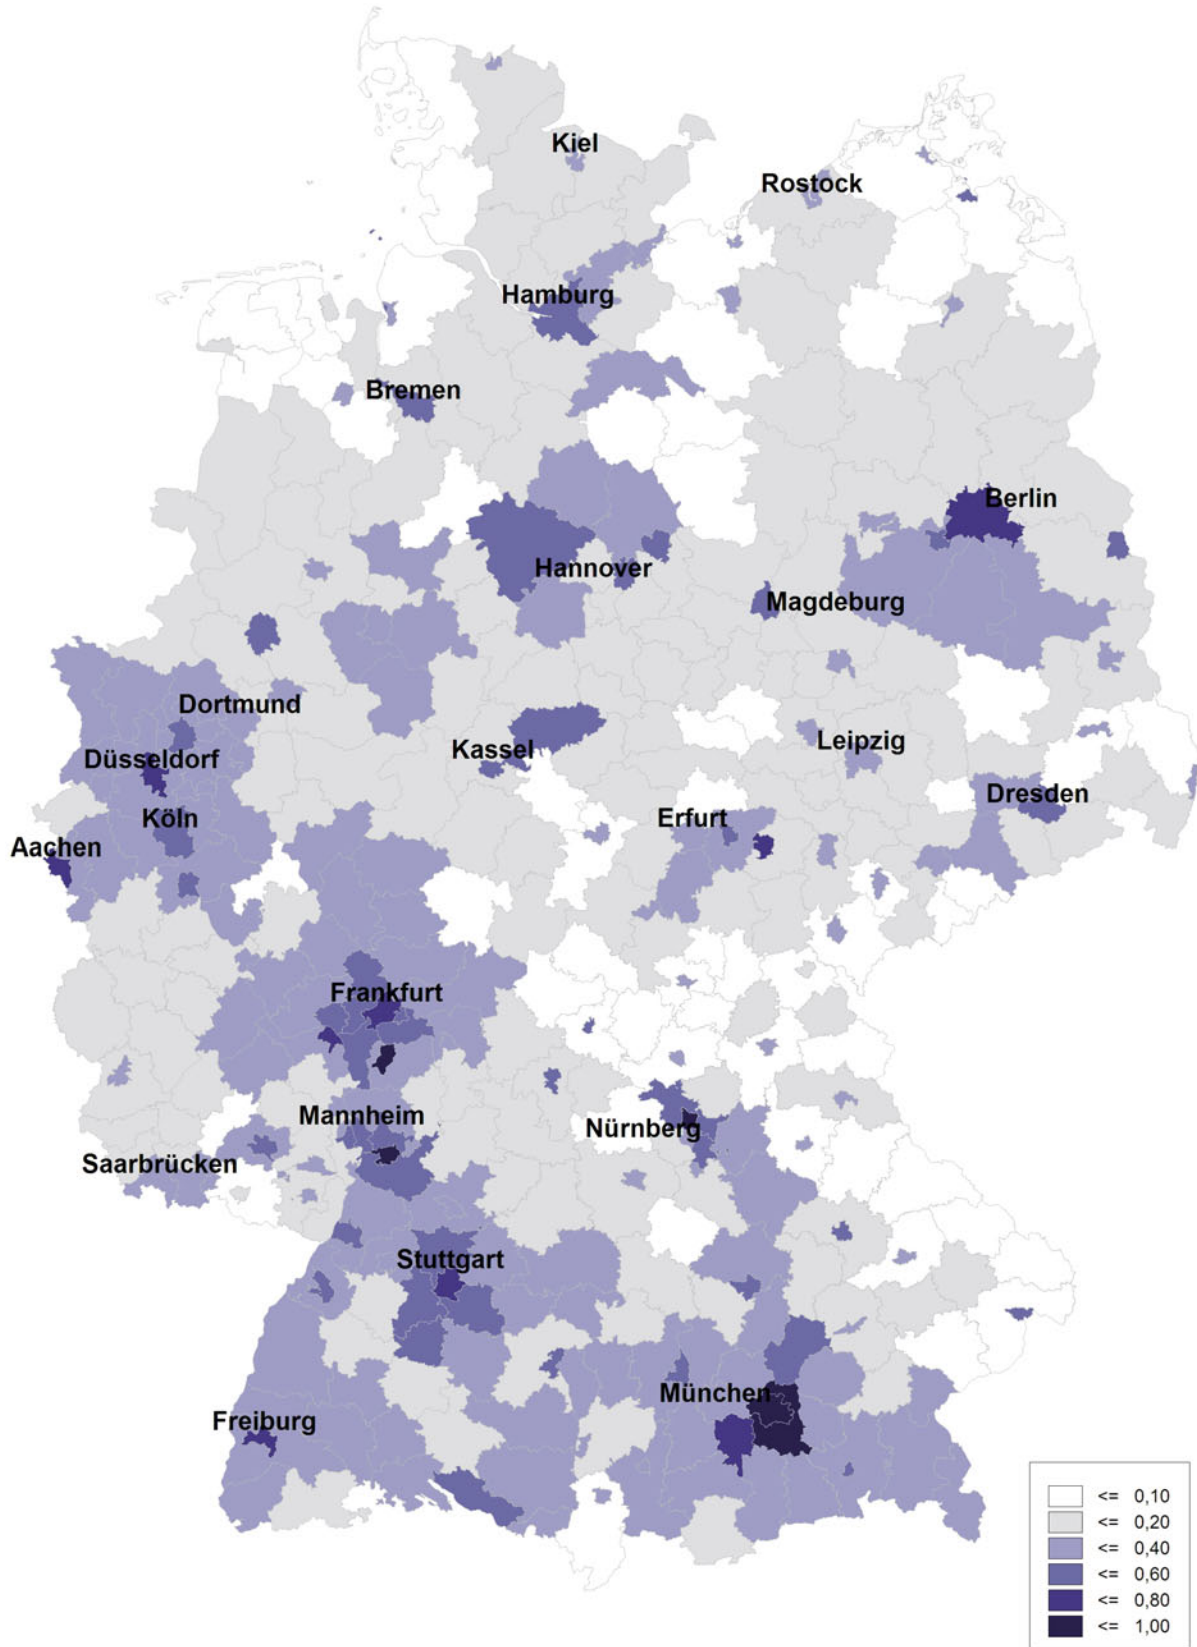 Kiel
Rostock
Hamburg
Bremen
Berlin
Hannover
Magdeburg
Dortmund
Leipzig
Kassel
Düsseldorf
Dresden
Köln
Erfurt
Aachen
Frankfurt
Mannheim
Nürnberg
Saarbrücken
Stuttgart
München
Freiburg
<= 0,10
<= 0,20
<= 0,40
<= 0,60
<= 0,80
<= 1,00